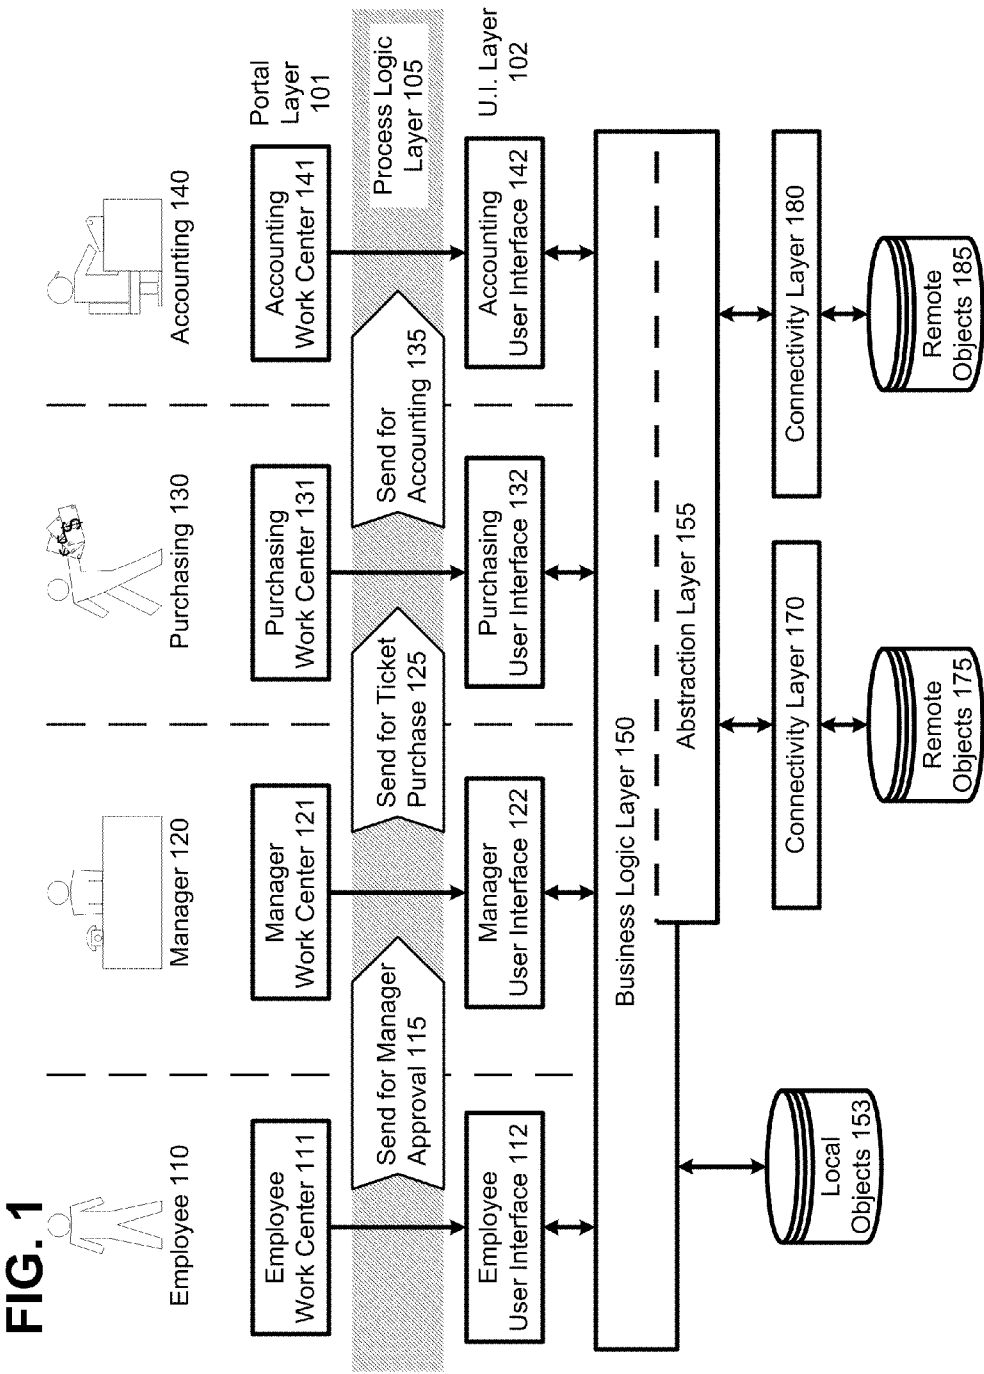 FIG. 1
Employee 110
Manager 120
Purchasing 130
Accounting 140
Employee
Work Center 111
Manager
Work Center 121
Purchasing
Work Center 131
Accounting
Work Center 141
Portal
Layer
101
Send for Manager
Approval 115
Send for Ticket
Purchase 125
Send for
Accounting 135
Process Logic
Layer 105
Employee
User Interface 112
Manager
User Interface 122
Purchasing
User Interface 132
Accounting
User Interface 142
U.I. Layer
102
Business Logic Layer 150
Abstraction Layer 155
Connectivity Layer 170
Connectivity Layer 180
Local
Objects 153
Remote
Objects 175
Remote
Objects 185